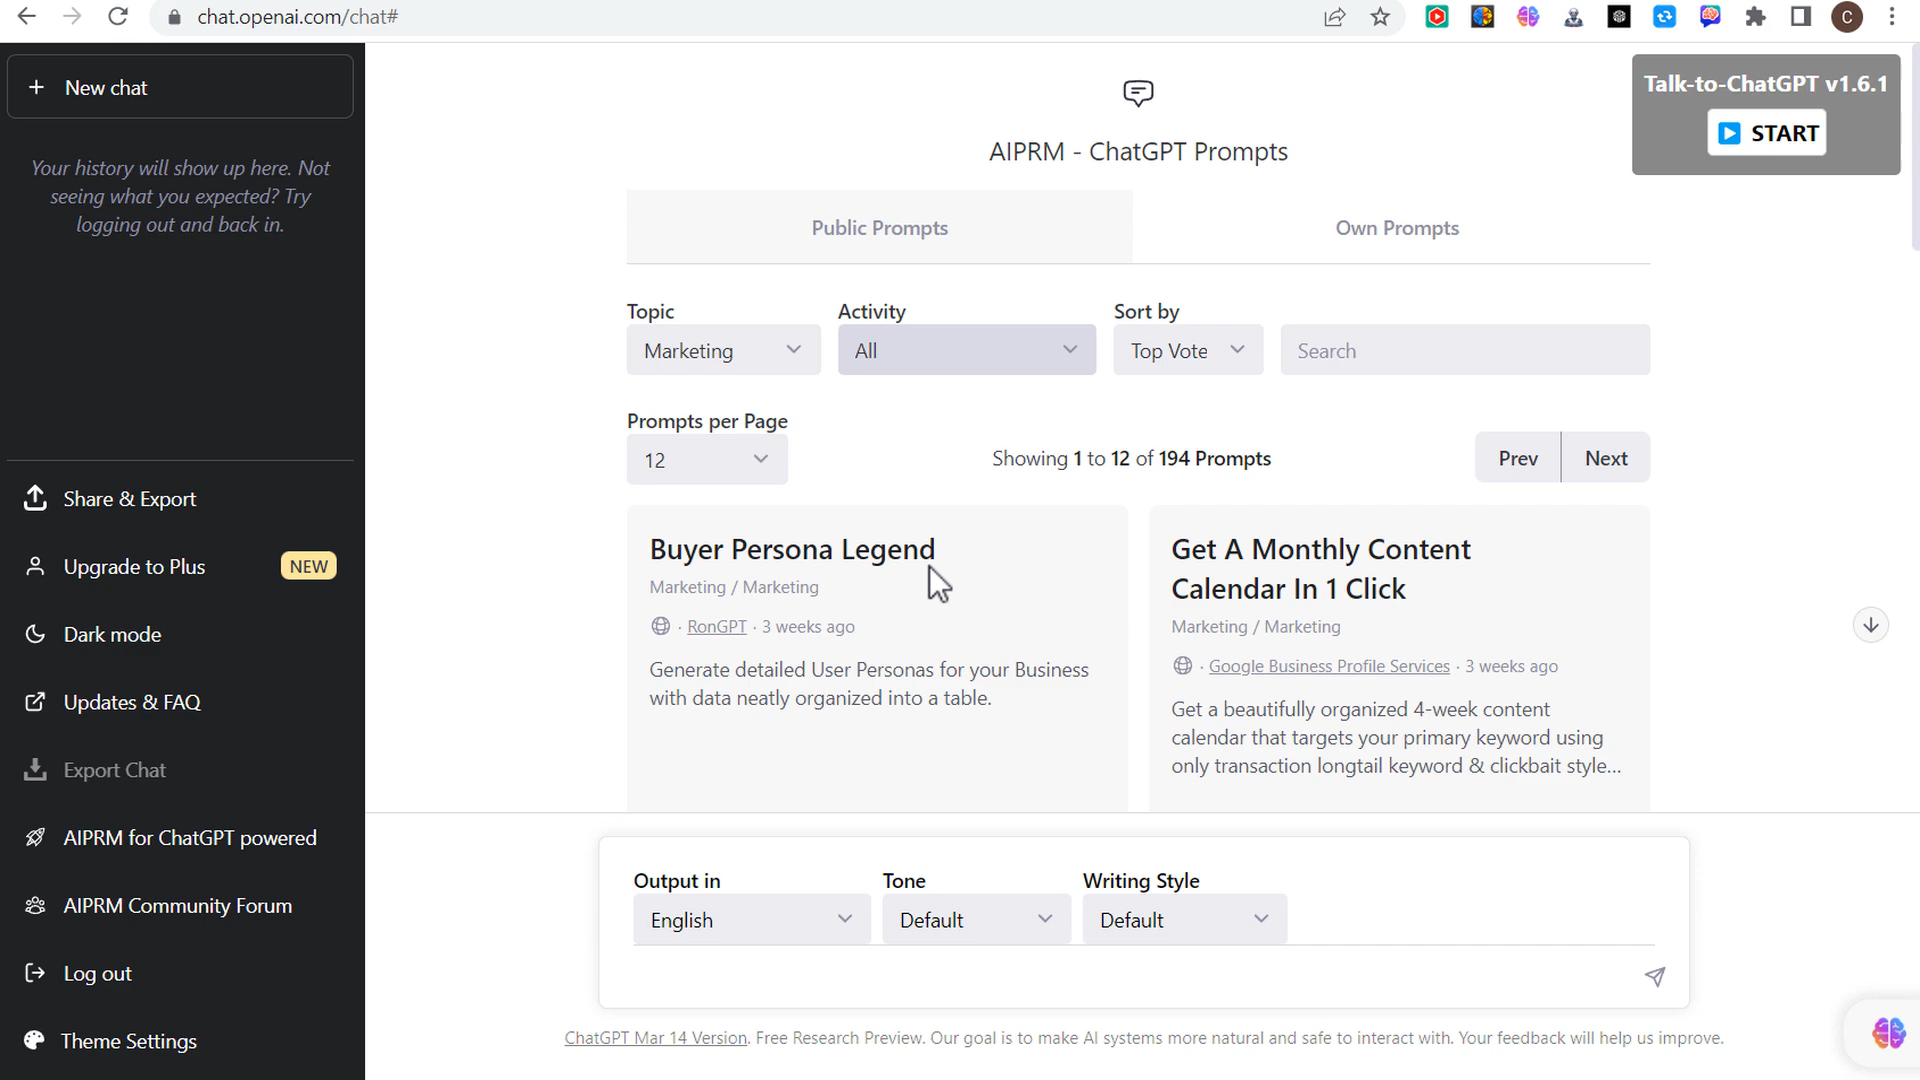 chat.openai.com/chat#
C
New chat
Your history will show up here. Not
seeing what you expected? Try
logging out and back in.
Share & Export
Upgrade to Plus
NEW
Dark mode
Updates & FAQ
Export Chat
AIPRM for ChatGPT powered
AIPRM Community Forum
Log out
Theme Settings
Talk-to-ChatGPT v1.6.1
START
AIPRM - ChatGPT Prompts
Public Prompts
Own Prompts
Topic
Activity
Sort by
Marketing
All
Top Vote
Search
Prompts per Page
12
Showing 1 to 12 of 194 Prompts
Prev
Next
Buyer Persona Legend
Marketing / Marketing
· RonGPT · 3 weeks ago
Generate detailed User Personas for your Business
with data neatly organized into a table.
Get A Monthly Content
Calendar In 1 Click
Marketing / Marketing
· Google Business Profile Services · 3 weeks ago
Get a beautifully organized 4-week content
calendar that targets your primary keyword using
only transaction longtail keyword & clickbait style...
Output in
Tone
Writing Style
English
Default
Default
ChatGPT Mar 14 Version. Free Research Preview. Our goal is to make AI systems more natural and safe to interact with. Your feedback will help us improve.